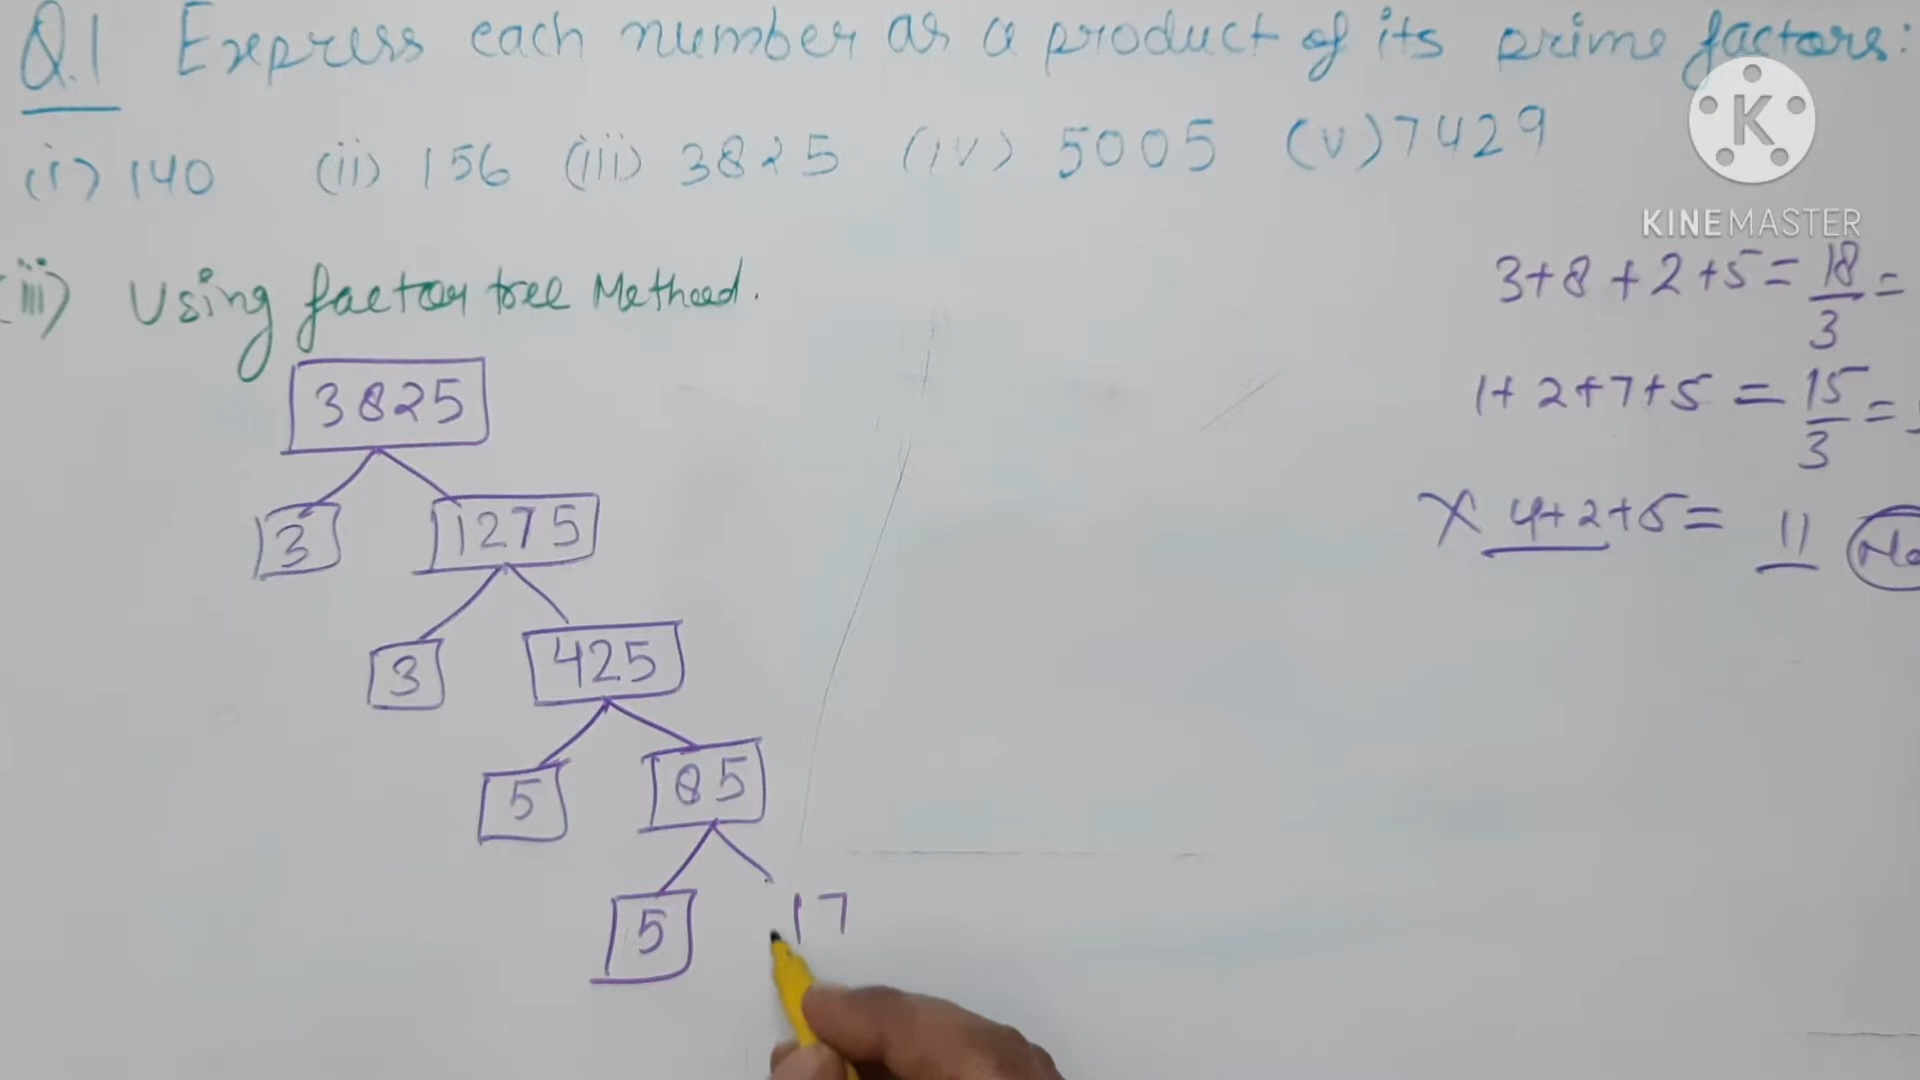 Q.1 Express each number as a product of its prime factors:
(i) 140 (ii) 156 (iii) 3825 (iv) 5005 (v) 7429
K
KINEMASTER
(iii) Using factor tree Method.
3+8+2+5=18/3=
1+2+7+5=15/3=
X 4+2+5=11
3825
3 1275
3 425
5 85
5 17